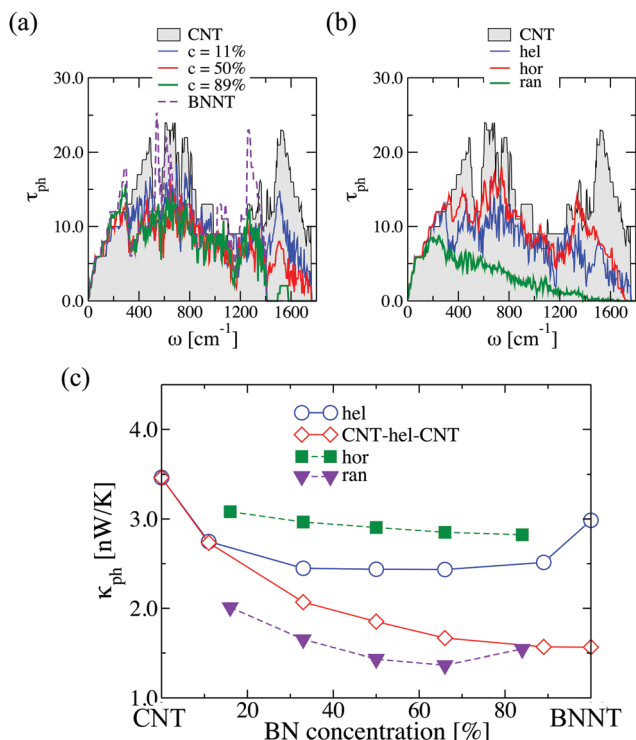 (a)
CNT
c = 11%
c = 50%
c = 89%
BNNT
30.0
20.0
10.0
0.0
τph
0 400 800 1200 1600
ω [cm-1]
(b)
CNT
hel
hor
ran
30.0
20.0
10.0
0.0
τph
0 400 800 1200 1600
ω [cm-1]
(c)
hel
CNT-hel-CNT
hor
ran
4.0
3.0
2.0
1.0
κph [nW/K]
CNT 20 40 60 80 BNNT
BN concentration [%]